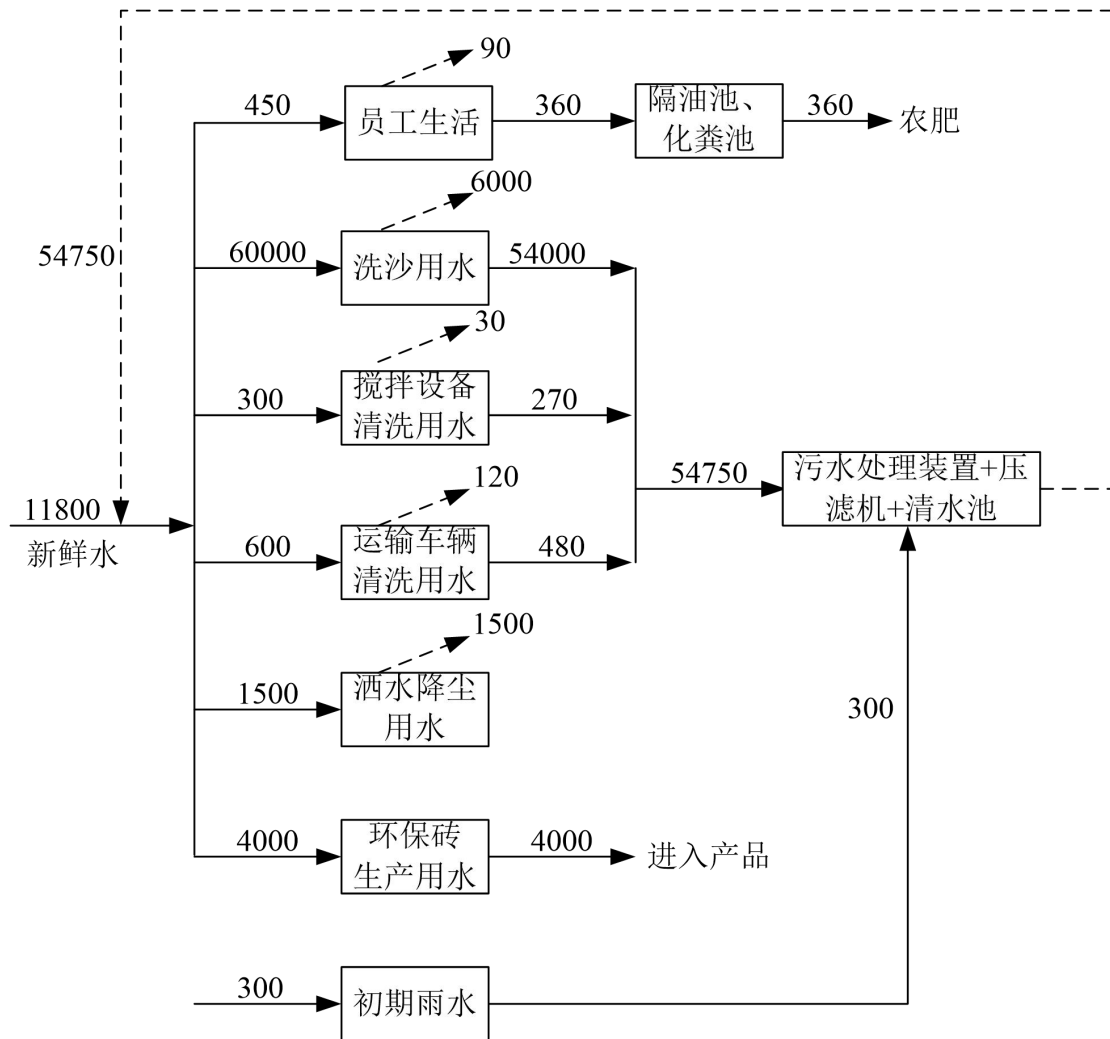 90
450
员工生活
360
隔油池、
化粪池
360
农肥
6000
54750
60000
洗沙用水
54000
30
300
搅拌设备
清洗用水
270
120
54750
污水处理装置+压
滤机+清水池
11800
新鲜水
600
运输车辆
清洗用水
480
1500
1500
洒水降尘
用水
300
4000
环保砖
生产用水
4000
进入产品
300
初期雨水